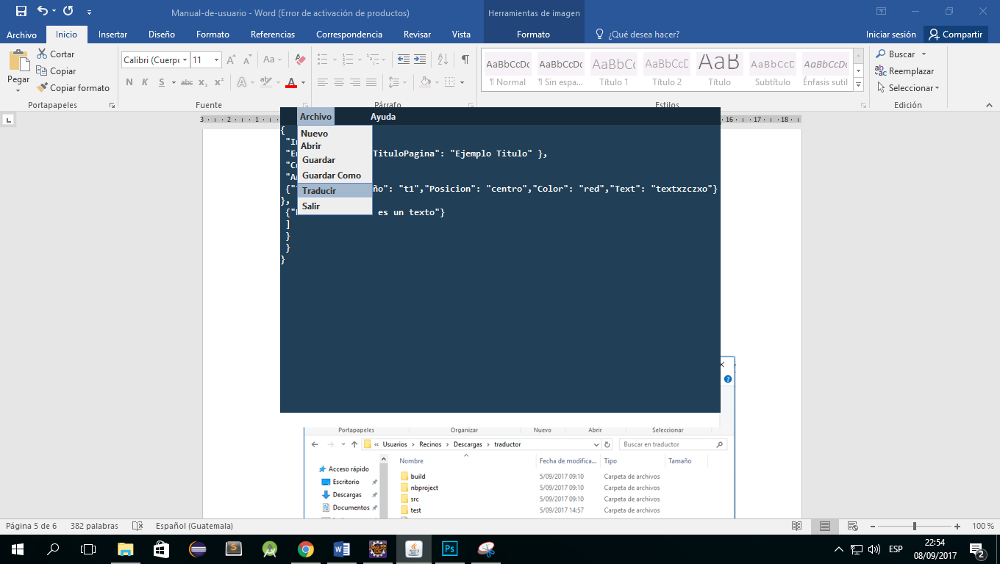 Manual-de-usuario - Word (Error de activación de productos)
Herramientas de imagen
Archivo Inicio Insertar Diseño Formato Referencias Correspondencia Revisar Vista Formato ¿Qué desea hacer? Iniciar sesión Compartir
Pegar
Cortar
Copiar
Copiar formato
Portapapeles
Calibri (Cuerpo 11
N K S abc x₂ x²
Fuente
Párrafo
AaBbCcDc AaBbCcDc AaBbCc AaBbCcD AaB AaBbCcD AaBbCcDc
¶ Normal ¶ Sin espa... Título 1 Título 2 Título Subtítulo Énfasis sutil
Estilos
Buscar
Reemplazar
Seleccionar
Edición
3 2 1 16 17 18
Archivo Ayuda
Nuevo
Abrir
Guardar
Guardar Como
Traducir
Salir
{
TituloPagina": "Ejemplo Titulo" },
ño": "t1","Posicion": "centro","Color": "red","Text": "textxzczxo"}
},
es un texto"}
]
}
}
}
Portapapeles Organizar Nuevo Abrir Seleccionar
« Usuarios › Recinos › Descargas › traductor
Buscar en traductor
Acceso rápido
Escritorio
Descargas
Documentos
Nombre Fecha de modifica... Tipo Tamaño
build 5/09/2017 09:10 Carpeta de archivos
nbproject 5/09/2017 09:10 Carpeta de archivos
src 5/09/2017 09:10 Carpeta de archivos
test 5/09/2017 14:57 Carpeta de archivos
Página 5 de 6 382 palabras Español (Guatemala) 100 %
ESP
22:54
08/09/2017
2